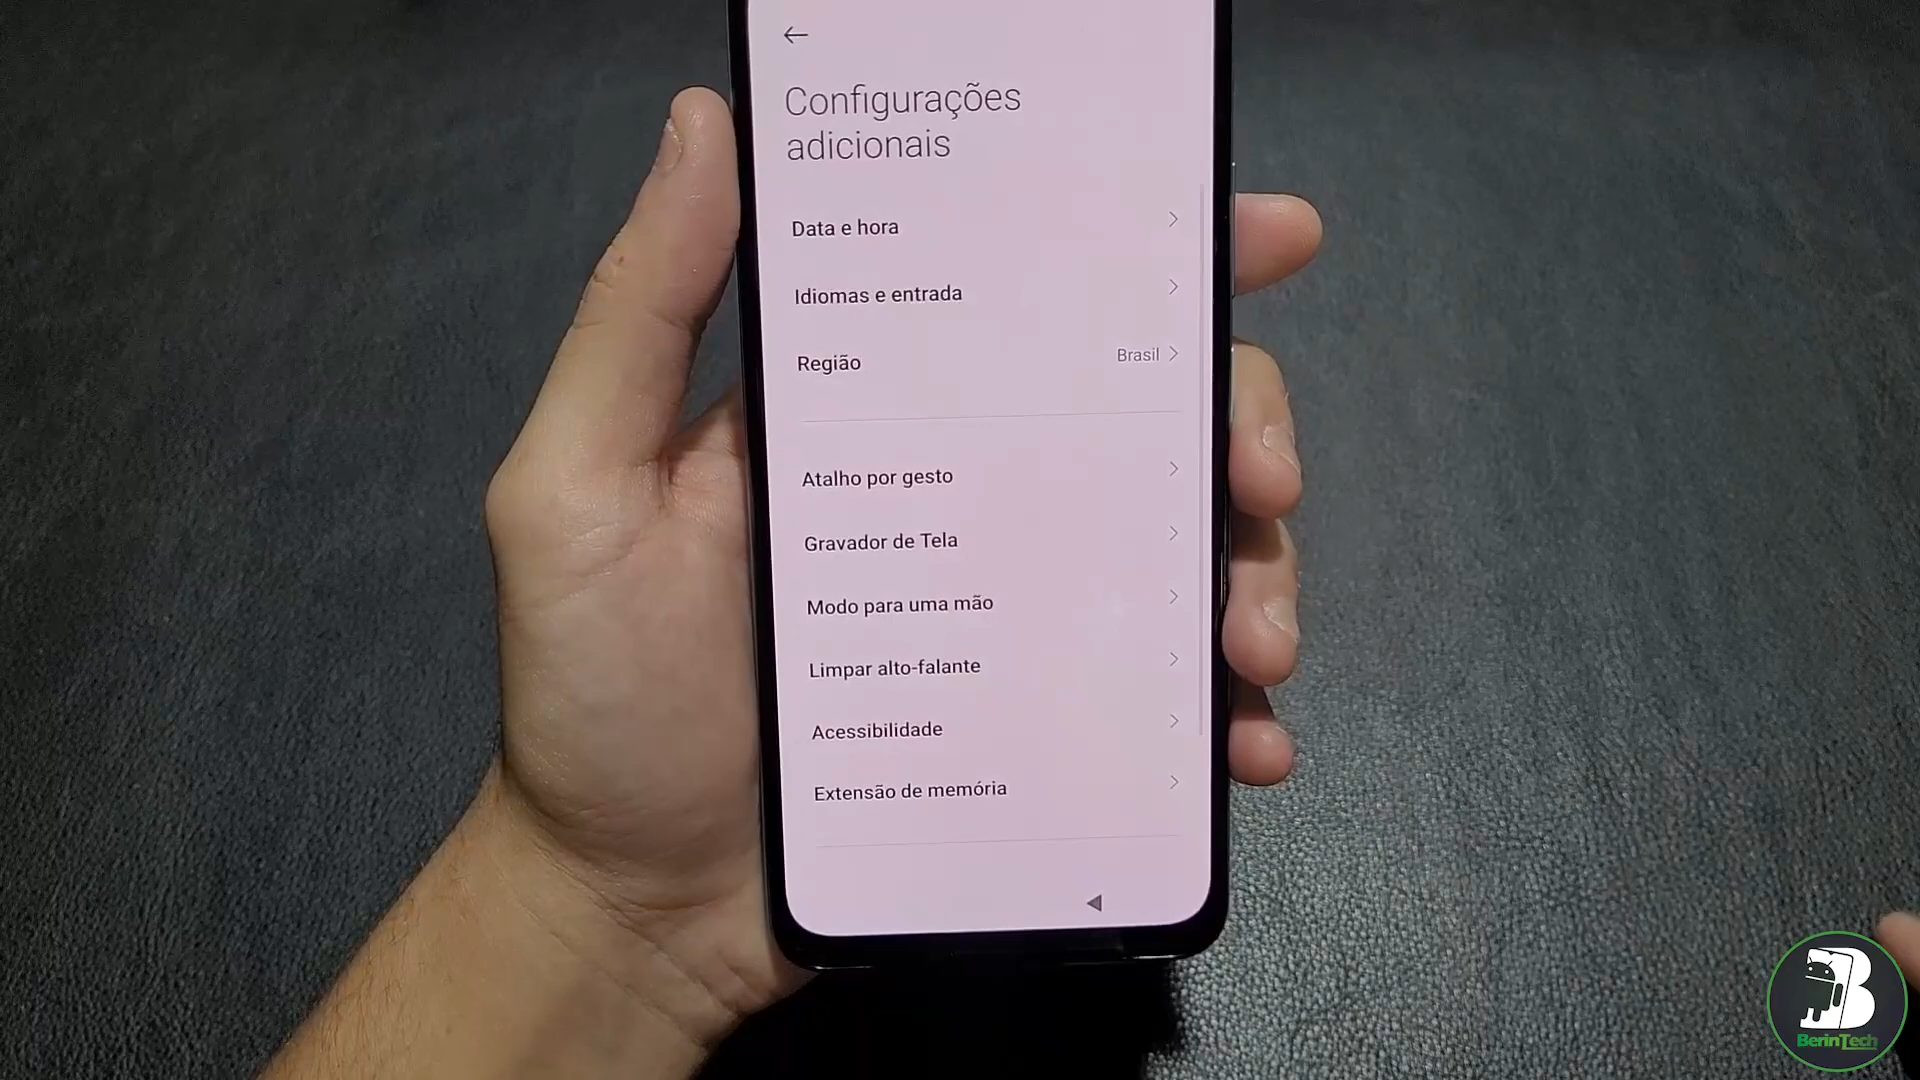 Configurações
adicionais
Data e hora
Idiomas e entrada
Região
Brasil
Atalho por gesto
Gravador de Tela
Modo para uma mão
Limpar alto-falante
Acessibilidade
Extensão de memória
B
BerinTech